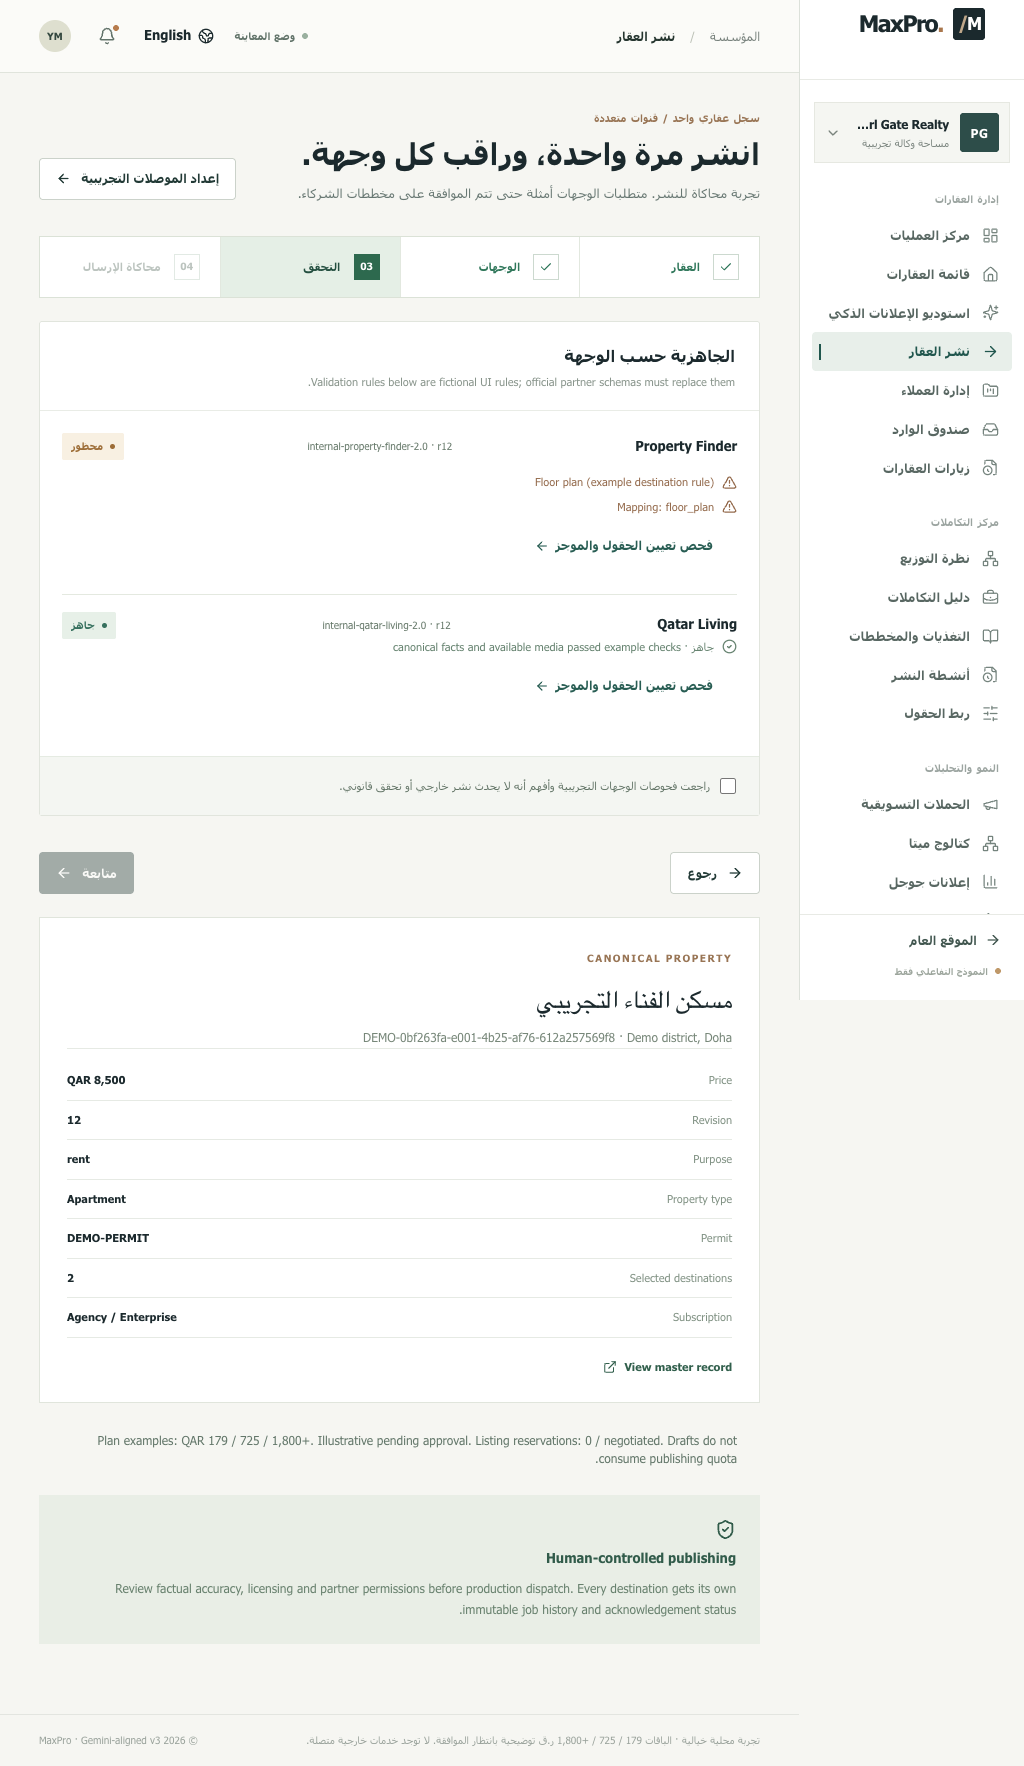 MaxPro. /M
PG
...rl Gate Realty
مساحة وكالة تجريبية
إدارة العقارات
مركز العمليات
قائمة العقارات
استوديو الإعلانات الذكي
نشر العقار
إدارة العملاء
صندوق الوارد
زيارات العقارات
مركز التكاملات
نظرة التوزيع
دليل التكاملات
التغذيات والمخططات
أنشطة النشر
ربط الحقول
النمو والتحليلات
الحملات التسويقية
كتالوج ميتا
إعلانات جوجل
الموقع العام
النموذج التفاعلي فقط
المؤسسة / نشر العقار
وضع المعاينة
English
YM
سجل عقاري واحد / قنوات متعددة
انشر مرة واحدة، وراقب كل وجهة.
تجربة محاكاة للنشر. متطلبات الوجهات أمثلة حتى تتم الموافقة على مخططات الشركاء.
إعداد الموصلات التجريبية
العقار
الوجهات
03 التحقق
04 محاكاة الإرسال
الجاهزية حسب الوجهة
Validation rules below are fictional UI rules; official partner schemas must replace them.
Property Finder
internal-property-finder-2.0 · r12
محظور
Floor plan (example destination rule)
Mapping: floor_plan
فحص تعيين الحقول والموجز
Qatar Living
internal-qatar-living-2.0 · r12
جاهز
جاهز · canonical facts and available media passed example checks
فحص تعيين الحقول والموجز
راجعت فحوصات الوجهات التجريبية وأفهم أنه لا يحدث نشر خارجي أو تحقق قانوني.
رجوع
متابعة
CANONICAL PROPERTY
مسكن الفناء التجريبي
DEMO-0bf263fa-e001-4b25-af76-612a257569f8 · Demo district, Doha
Price QAR 8,500
Revision 12
Purpose rent
Property type Apartment
Permit DEMO-PERMIT
Selected destinations 2
Subscription Agency / Enterprise
View master record
Plan examples: QAR 179 / 725 / 1,800+. Illustrative pending approval. Listing reservations: 0 / negotiated. Drafts do not
consume publishing quota.
Human-controlled publishing
Review factual accuracy, licensing and partner permissions before production dispatch. Every destination gets its own
immutable job history and acknowledgement status.
تجربة محلية خيالية · الباقات 179 / 725 / 1,800+ ر.ق توضيحية بانتظار الموافقة. لا توجد خدمات خارجية متصلة.
MaxPro · Gemini-aligned v3 2026 ©